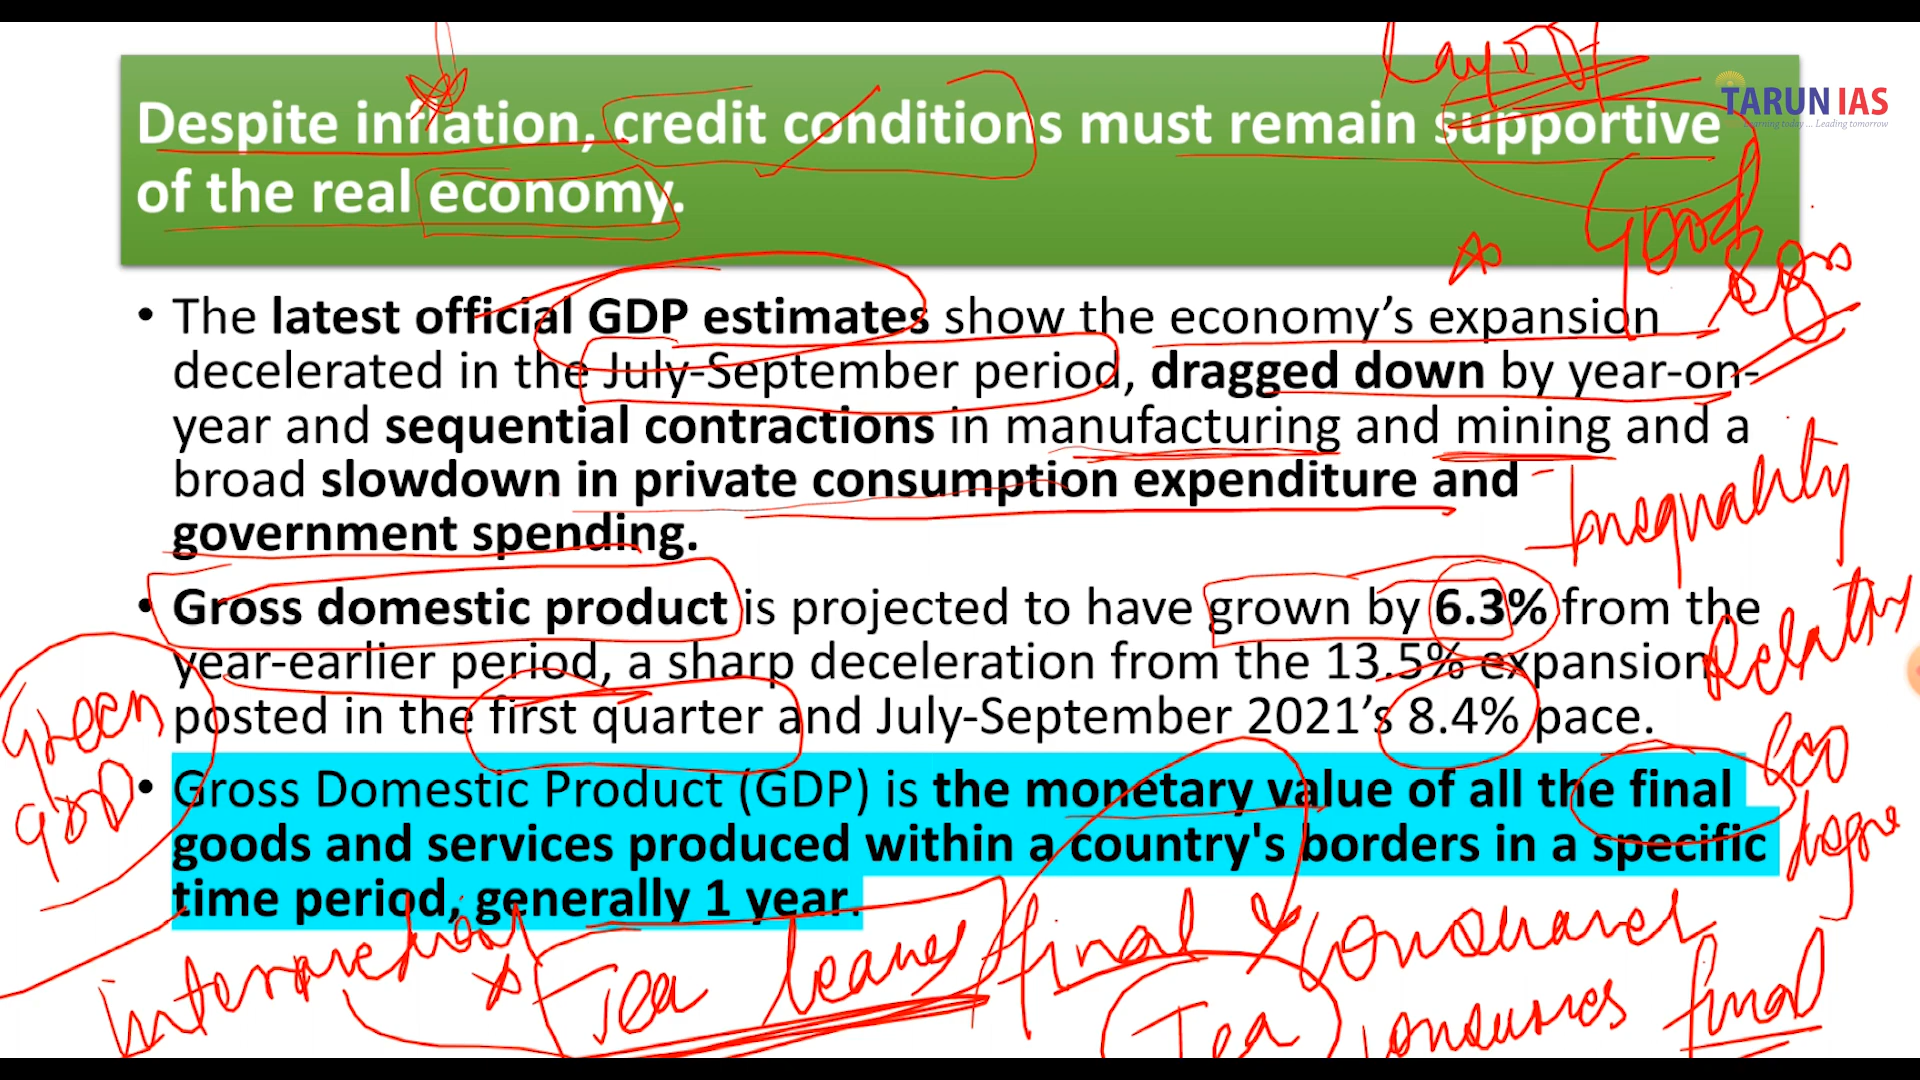 Layoff
TARUN IAS
Learning today ... Leading tomorrow
Despite inflation, credit conditions must remain supportive
of the real economy.
Good
• The latest official GDP estimates show the economy’s expansion
decelerated in the July-September period, dragged down by year-on-
year and sequential contractions in manufacturing and mining and a
broad slowdown in private consumption expenditure and
government spending.
Inequality
• Gross domestic product is projected to have grown by 6.3% from the
year-earlier period, a sharp deceleration from the 13.5% expansion
posted in the first quarter and July-September 2021’s 8.4% pace.
Green
GDP
• Gross Domestic Product (GDP) is the monetary value of all the final
goods and services produced within a country's borders in a specific
time period, generally 1 year.
Tea leaves final
Tea consumes final